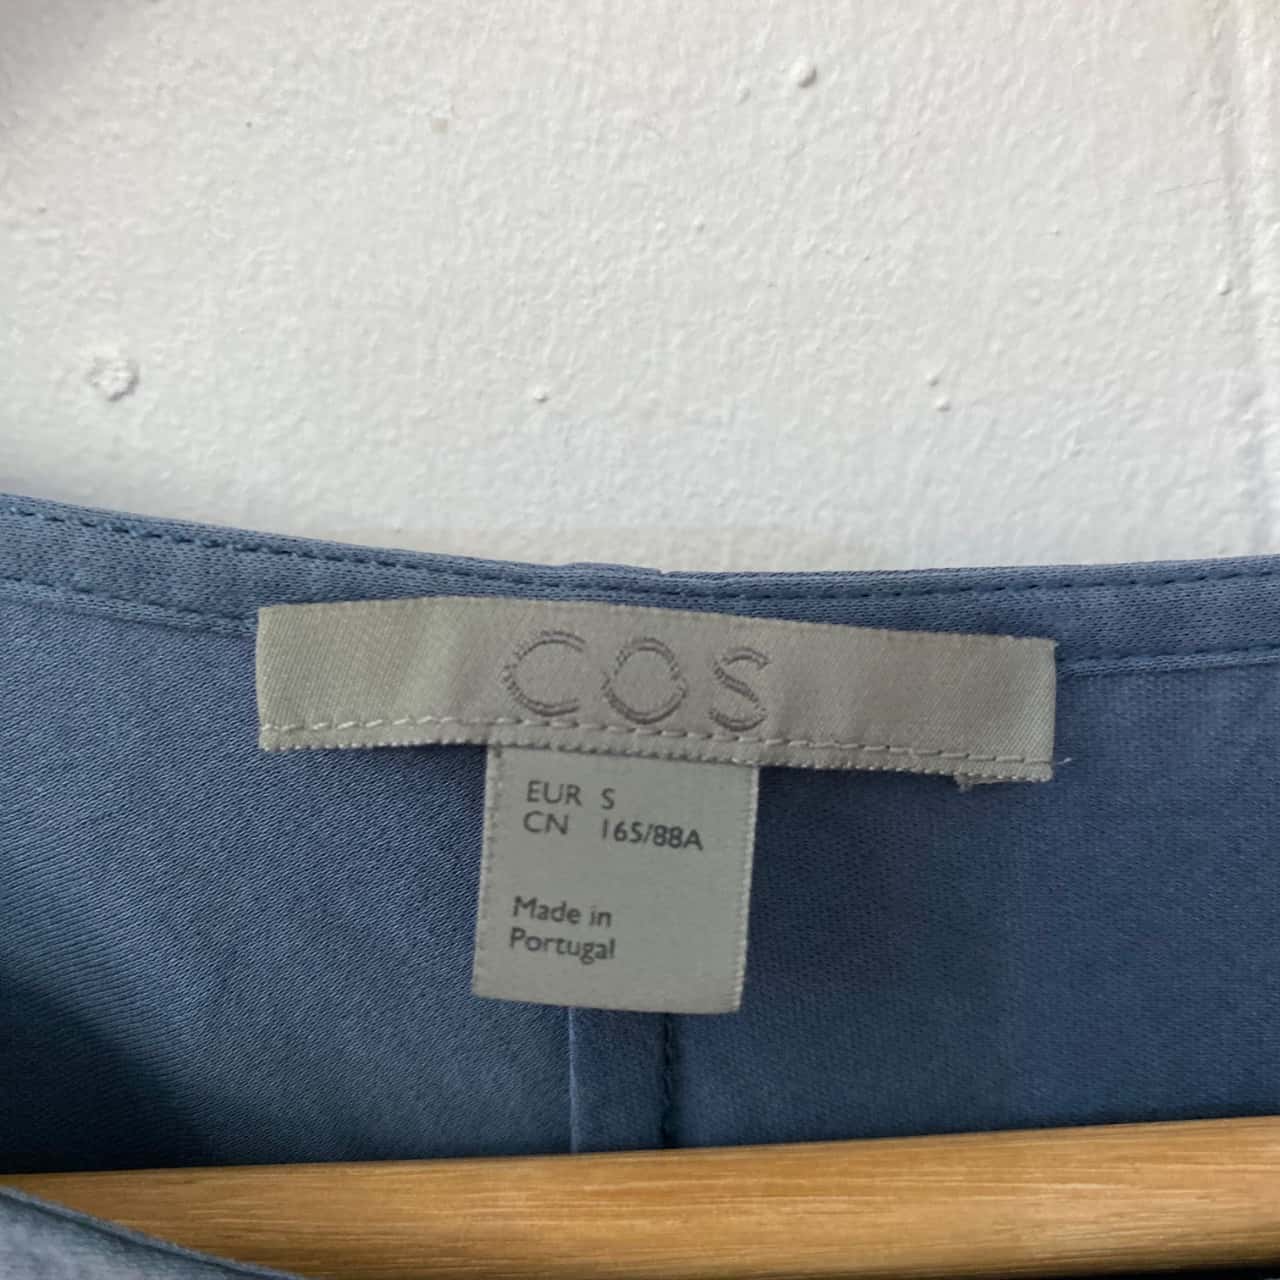 COS
EUR S
CN 165/88A
Made in
Portugal